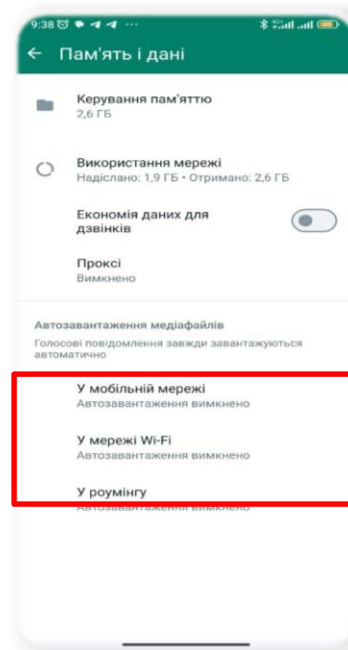 9:38
Пам'ять і дані
Керування пам'яттю
2,6 ГБ
Використання мережі
Надіслано: 1,9 ГБ • Отримано: 2,6 ГБ
Економія даних для
дзвінків
Проксі
Вимкнено
Автозавантаження медіафайлів
Голосові повідомлення завжди завантажуються
автоматично
У мобільній мережі
Автозавантаження вимкнено
У мережі Wi-Fi
Автозавантаження вимкнено
У роумінгу
Автозавантаження вимкнено